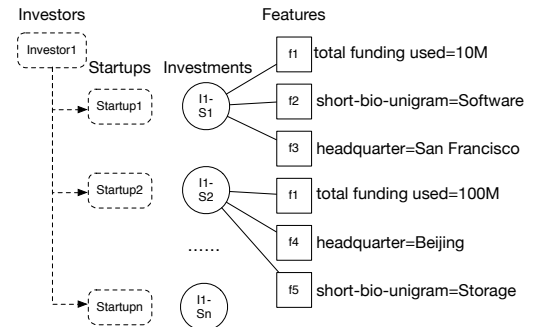 Investors
Features
Investor1
f1
total funding used=10M
Startups
Investments
Startup1
I1-
S1
f2
short-bio-unigram=Software
f3
headquarter=San Francisco
Startup2
I1-
S2
f1
total funding used=100M
f4
headquarter=Beijing
......
f5
short-bio-unigram=Storage
Startupn
I1-
Sn